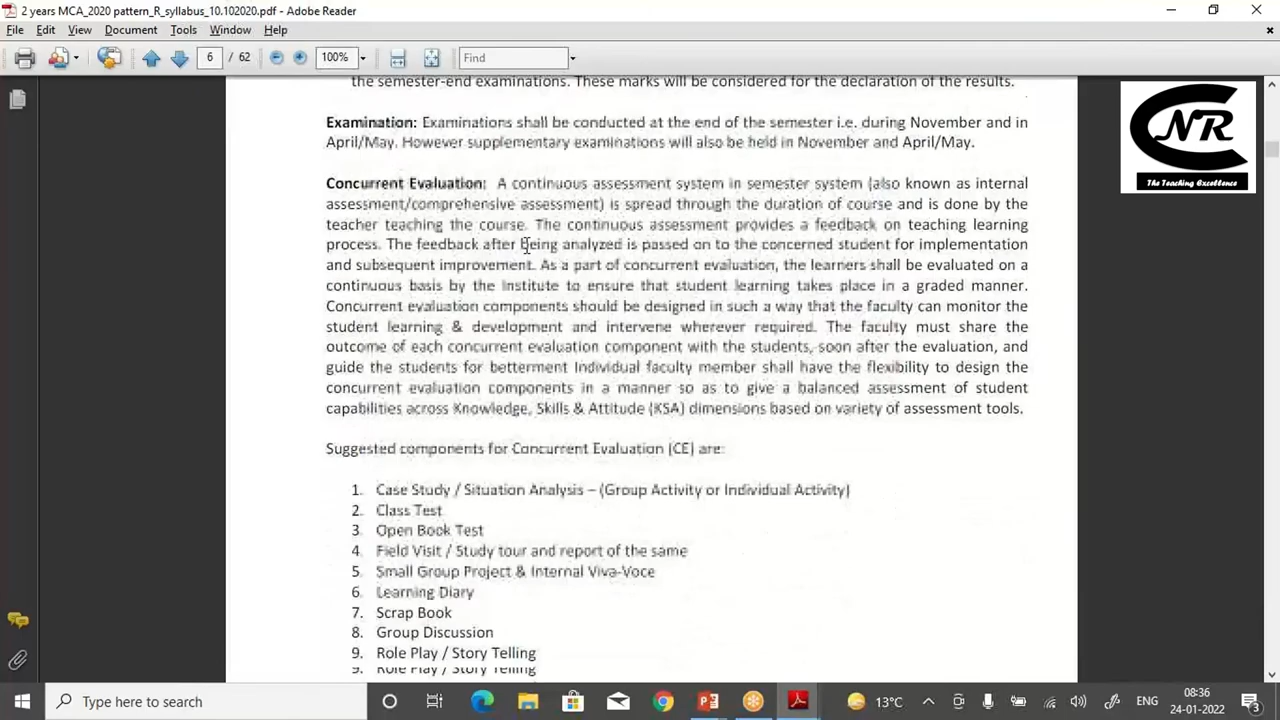 2 years MCA_2020 pattern_R_syllabus_10.102020.pdf - Adobe Reader
File Edit View Document Tools Window Help
6 / 62 100% Find
the semester-end examinations. These marks will be considered for the declaration of the results.
CNR
The Teaching Excellence
Examination: Examinations shall be conducted at the end of the semester i.e. during November and in
April/May. However supplementary examinations will also be held in November and April/May.
Concurrent Evaluation: A continuous assessment system in semester system (also known as internal
assessment/comprehensive assessment) is spread through the duration of course and is done by the
teacher teaching the course. The continuous assessment provides a feedback on teaching learning
process. The feedback after being analyzed is passed on to the concerned student for implementation
and subsequent improvement. As a part of concurrent evaluation, the learners shall be evaluated on a
continuous basis by the Institute to ensure that student learning takes place in a graded manner.
Concurrent evaluation components should be designed in such a way that the faculty can monitor the
student learning & development and intervene wherever required. The faculty must share the
outcome of each concurrent evaluation component with the students, soon after the evaluation, and
guide the students for betterment Individual faculty member shall have the flexibility to design the
concurrent evaluation components in a manner so as to give a balanced assessment of student
capabilities across Knowledge, Skills & Attitude (KSA) dimensions based on variety of assessment tools.
Suggested components for Concurrent Evaluation (CE) are:
1. Case Study / Situation Analysis – (Group Activity or Individual Activity)
2. Class Test
3. Open Book Test
4. Field Visit / Study tour and report of the same
5. Small Group Project & Internal Viva-Voce
6. Learning Diary
7. Scrap Book
8. Group Discussion
9. Role Play / Story Telling
9. Role Play / Story Telling
Type here to search
13°C ENG 08:36
24-01-2022
3